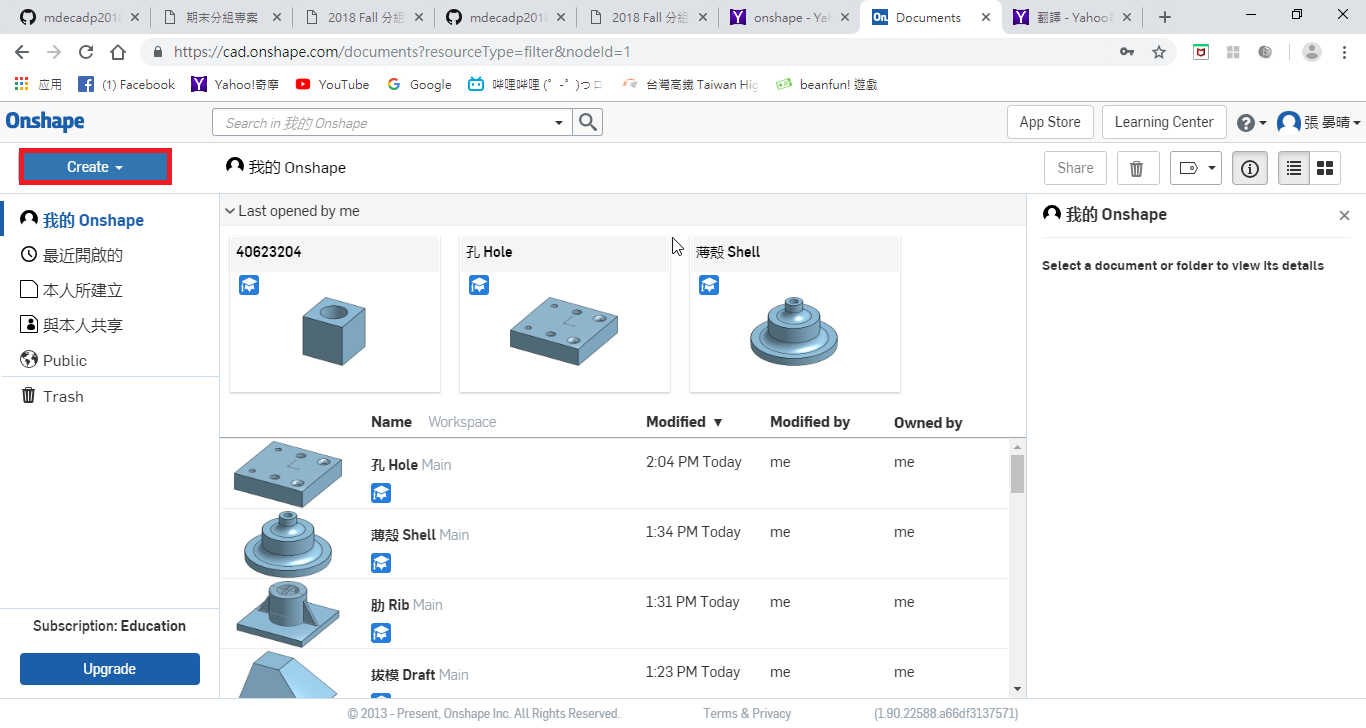 mdecadp2018
期末分組專案
2018 Fall 分組
mdecadp2018
2018 Fall 分組
onshape - Yah
Documents
翻譯 - Yahoo奇
https://cad.onshape.com/documents?resourceType=filter&nodeId=1
应用
(1) Facebook
Yahoo!奇摩
YouTube
Google
哔哩哔哩 (゜-゜)つロ
台灣高鐵 Taiwan Hig
beanfun! 遊戲
Onshape
Search in 我的 Onshape
App Store
Learning Center
張 晏晴
Create
我的 Onshape
Share
我的 Onshape
最近開啟的
本人所建立
與本人共享
Public
Trash
Subscription: Education
Upgrade
Last opened by me
40623204
孔 Hole
薄殼 Shell
Name Workspace Modified ▼ Modified by Owned by
孔 Hole Main 2:04 PM Today me me
薄殼 Shell Main 1:34 PM Today me me
肋 Rib Main 1:31 PM Today me me
拔模 Draft Main 1:23 PM Today me me
我的 Onshape
Select a document or folder to view its details
© 2013 - Present, Onshape Inc. All Rights Reserved. Terms & Privacy (1.90.22588.a66df3137571)